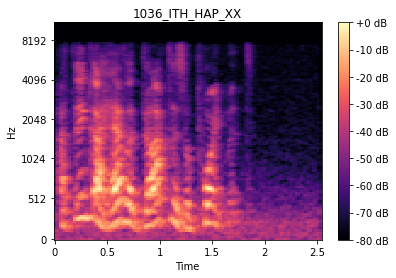 1036_ITH_HAP_XX
+0 dB
8192
-10 dB
4096
-20 dB
-30 dB
2048
-40 dB
Hz
1024
-50 dB
512
-60 dB
-70 dB
0
-80 dB
0 0.5 1 1.5 2 2.5
Time